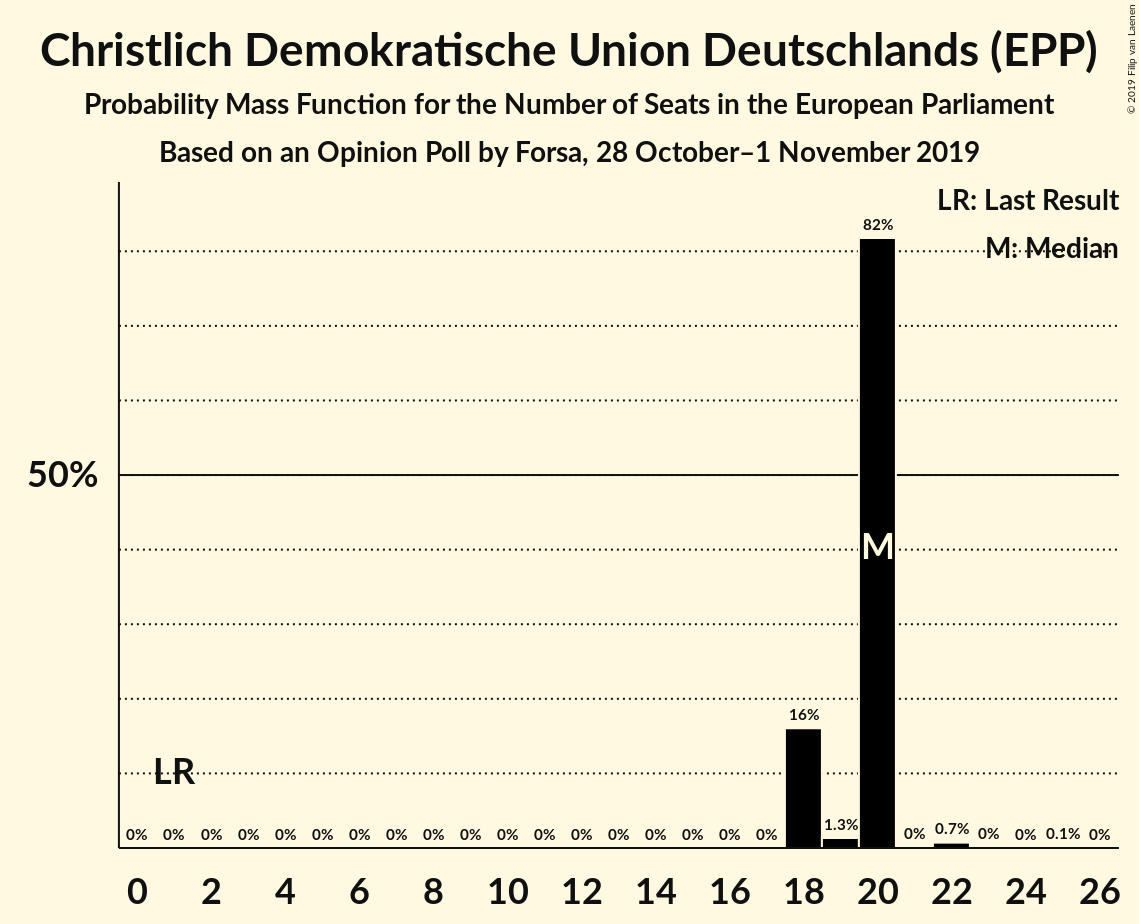 Christlich Demokratische Union Deutschlands (EPP)
Probability Mass Function for the Number of Seats in the European Parliament
Based on an Opinion Poll by Forsa, 28 October–1 November 2019
© 2019 Filip van Laenen
LR: Last Result
M: Median
82%
50%
M
16%
LR
0% 0% 0% 0% 0% 0% 0% 0% 0% 0% 0% 0% 0% 0% 0% 0% 0% 0% 1.3% 0% 0.7% 0% 0% 0.1% 0%
0 2 4 6 8 10 12 14 16 18 20 22 24 26